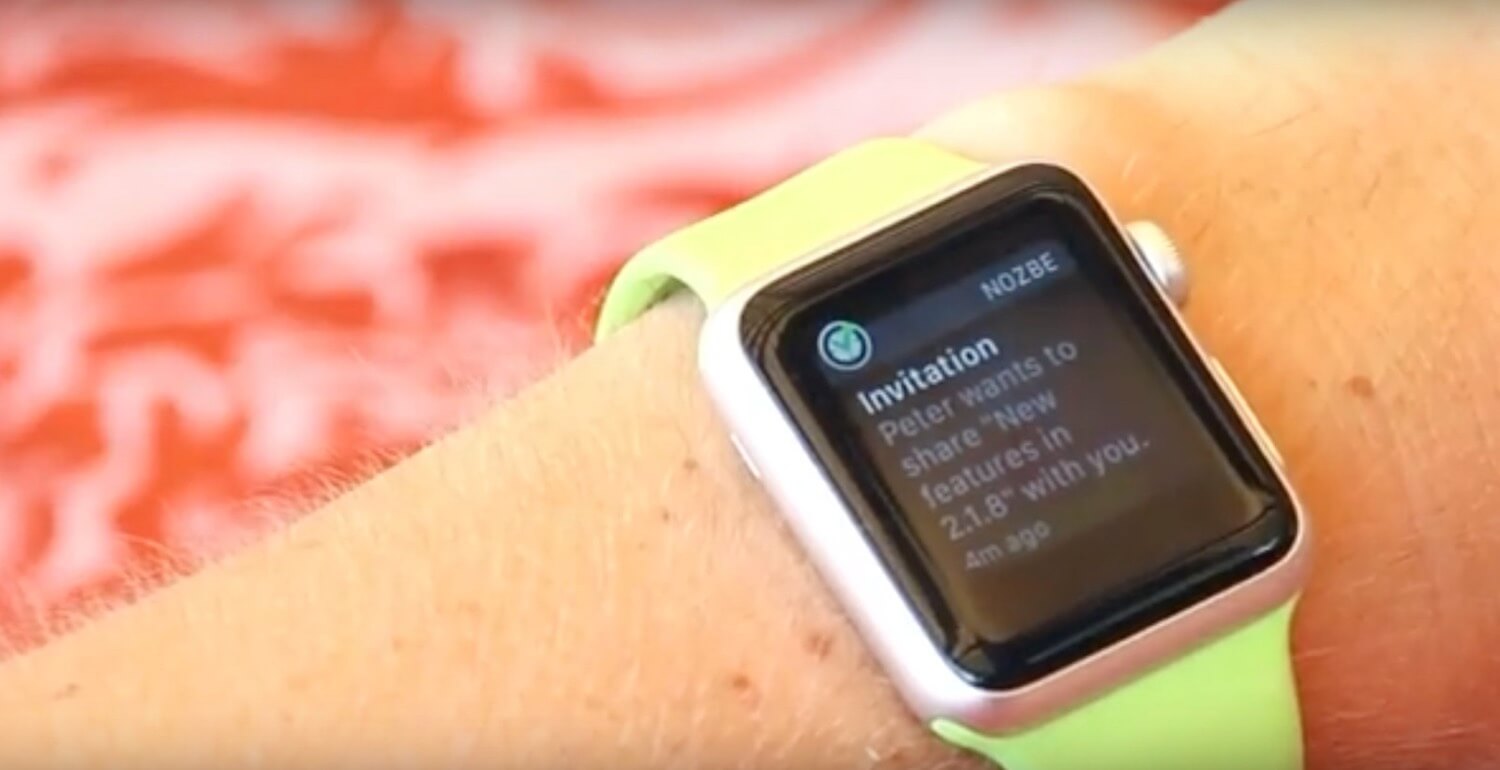 NOZBE
Invitation
Peter wants to
share "New
features in
2.1.8" with you.
4m ago